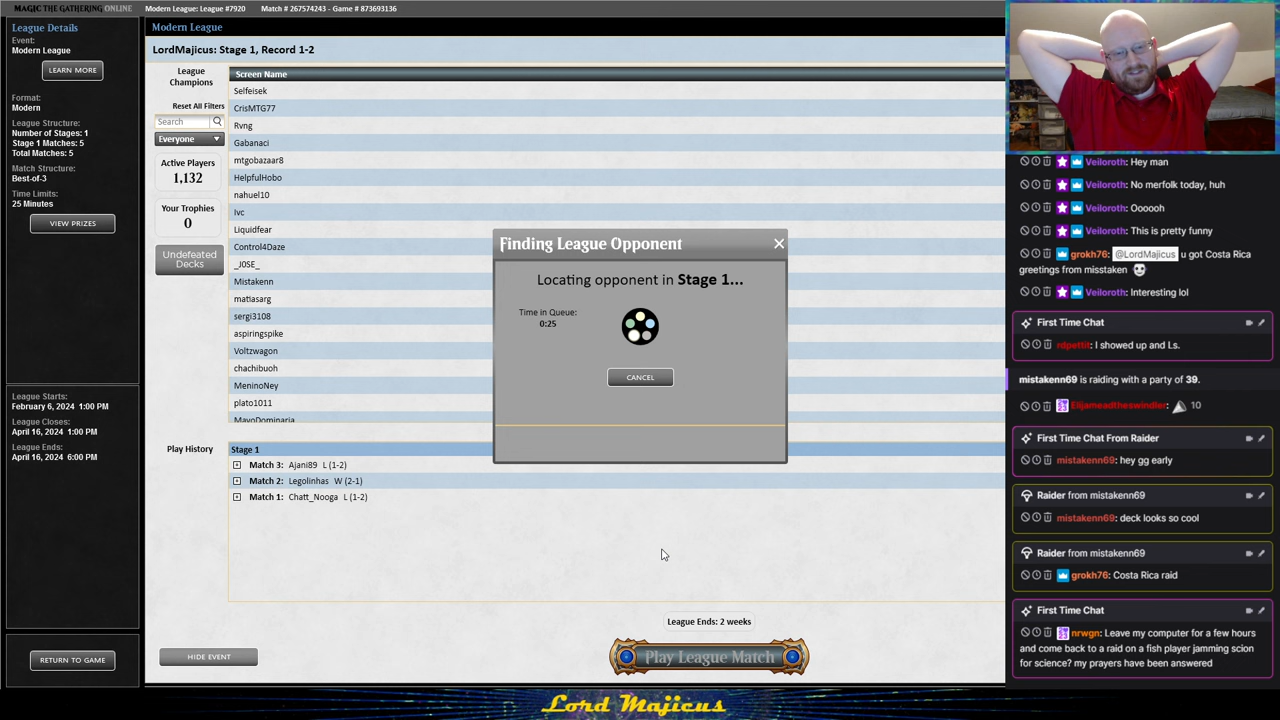 MAGIC THE GATHERING ONLINE
Modern League: League #7920
Match # 267574243 - Game # 873693136
League Details
Event:
Modern League
LEARN MORE
Format:
Modern
League Structure:
Number of Stages: 1
Stage 1 Matches: 5
Total Matches: 5
Match Structure:
Best-of-3
Time Limits:
25 Minutes
VIEW PRIZES
League Starts:
February 6, 2024 1:00 PM
League Closes:
April 16, 2024 1:00 PM
League Ends:
April 16, 2024 6:00 PM
RETURN TO GAME
Modern League
LordMajicus: Stage 1, Record 1-2
League
Champions
Reset All Filters
Search
Everyone
Active Players
1,132
Your Trophies
0
Undefeated
Decks
Screen Name
Selfeisek
CrisMTG77
Rvng
Gabanaci
mtgobazaar8
HelpfulHobo
nahuel10
lvc
Liquidfear
Control4Daze
_J0SE_
Mistakenn
matiasarg
sergi3108
aspiringspike
Voltzwagon
chachibuoh
MeninoNey
plato1011
MayoDominaria
Play History
Stage 1
Match 3: Ajani89 L (1-2)
Match 2: Legolinhas W (2-1)
Match 1: Chatt_Nooga L (1-2)
League Ends: 2 weeks
HIDE EVENT
Play League Match
Finding League Opponent
Locating opponent in Stage 1...
Time in Queue:
0:25
CANCEL
Veiloroth: Hey man
Veiloroth: No merfolk today, huh
Veiloroth: Oooooh
Veiloroth: This is pretty funny
grokh76: @LordMajicus u got Costa Rica
greetings from misstaken
Veiloroth: Interesting lol
First Time Chat
rdpettit: I showed up and Ls.
mistakenn69 is raiding with a party of 39.
Elijameadtheswindler: 10
First Time Chat From Raider
mistakenn69: hey gg early
Raider from mistakenn69
mistakenn69: deck looks so cool
Raider from mistakenn69
grokh76: Costa Rica raid
First Time Chat
nrwgn: Leave my computer for a few hours
and come back to a raid on a fish player jamming scion
for science? my prayers have been answered
Lord Majicus